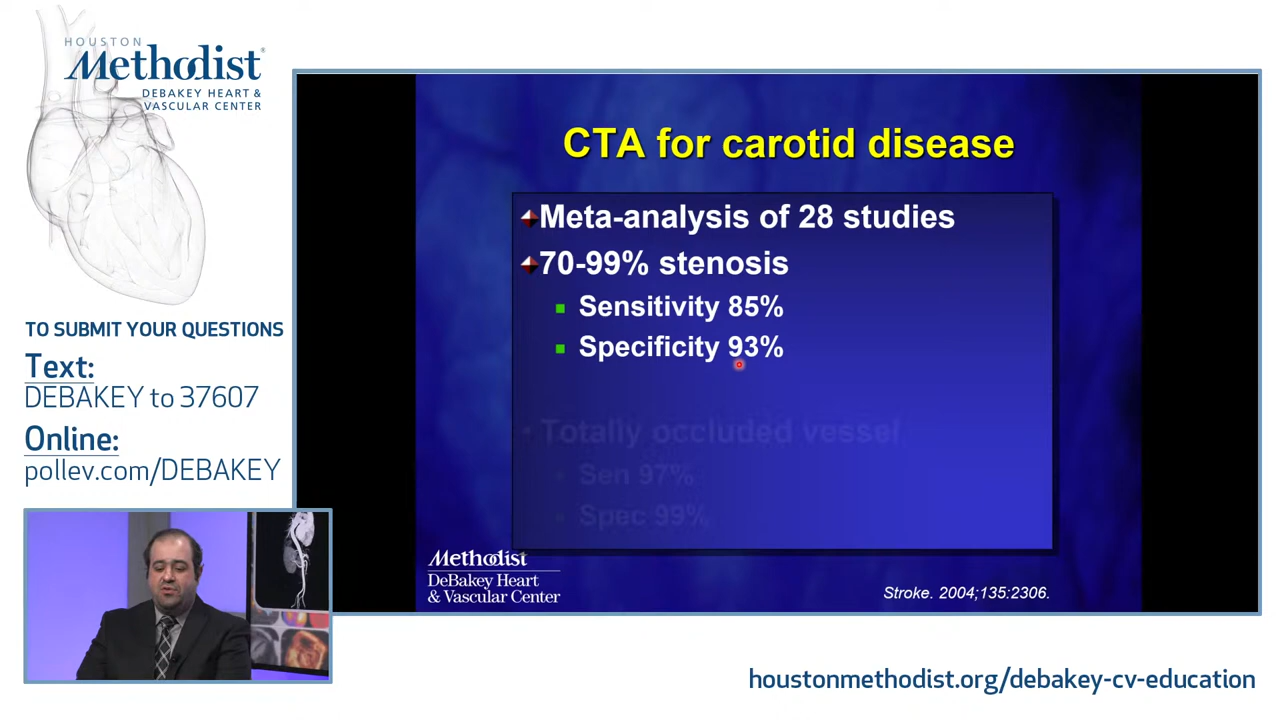 HOUSTON
Methodist
DEBAKEY HEART &
VASCULAR CENTER
TO SUBMIT YOUR QUESTIONS
Text:
DEBAKEY to 37607
Online:
pollev.com/DEBAKEY
CTA for carotid disease
Meta-analysis of 28 studies
70-99% stenosis
Sensitivity 85%
Specificity 93%
Totally occluded vessel
Sen 97%
Spec 99%
Methodist
DeBakey Heart
& Vascular Center
Stroke. 2004;135:2306.
houstonmethodist.org/debakey-cv-education